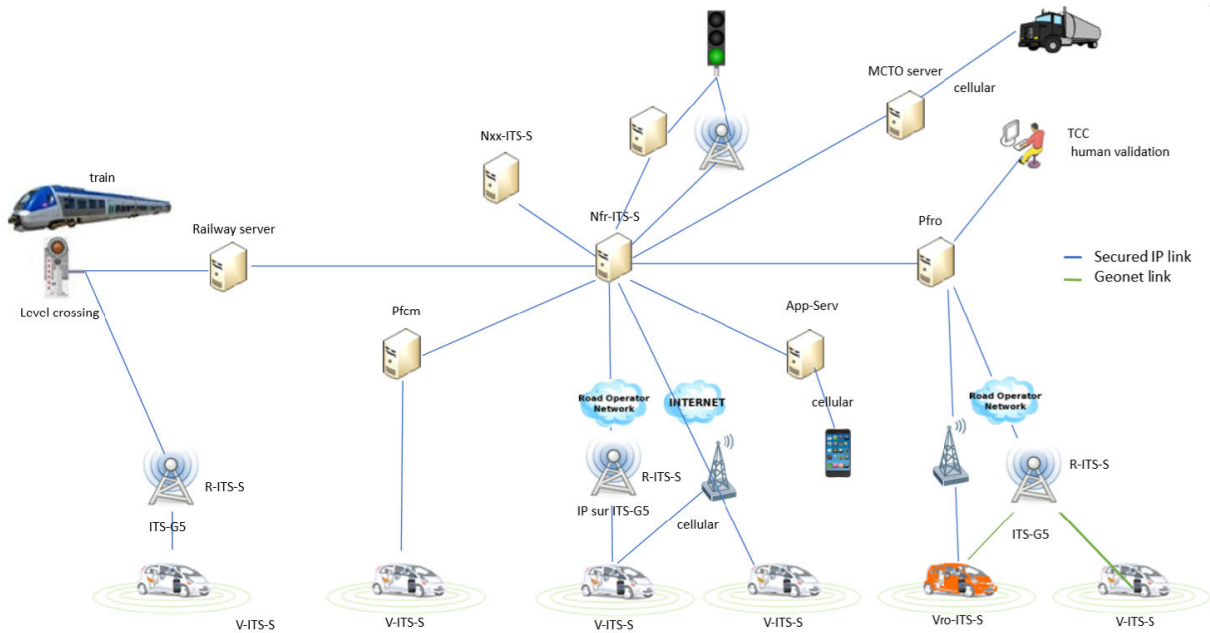 MCTO server
cellular
TCC
human validation
Nxx-ITS-S
train
Nfr-ITS-S
Railway server
Pfro
Secured IP link
Geonet link
Level crossing
Pfcm
App-Serv
Road Operator
Network
INTERNET
cellular
Road Operator
Network
R-ITS-S
R-ITS-S
R-ITS-S
ITS-G5
IP sur ITS-G5
cellular
ITS-G5
V-ITS-S
V-ITS-S
V-ITS-S
V-ITS-S
Vro-ITS-S
V-ITS-S